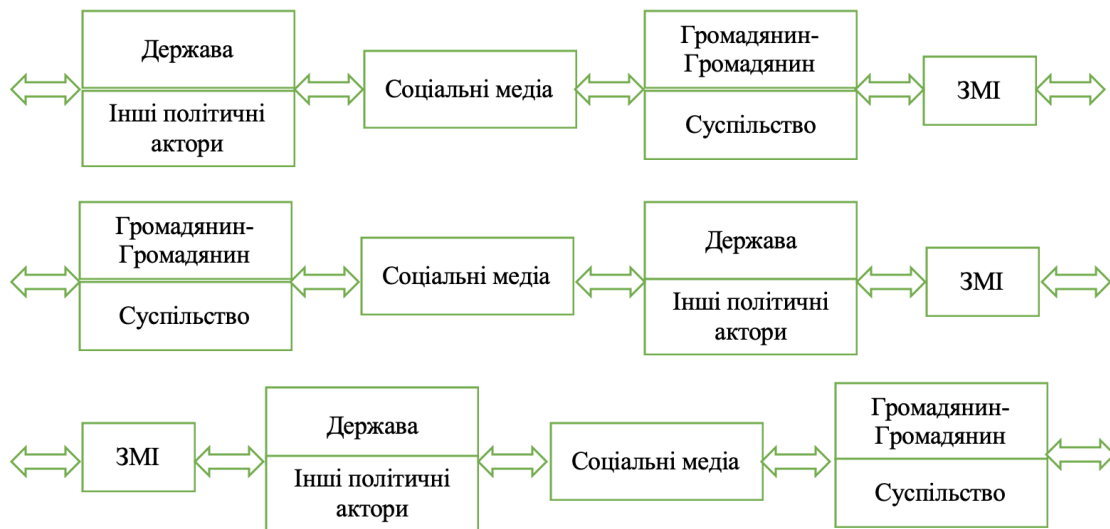 Держава
Інші політичні
актори
Соціальні медіа
Громадянин-
Громадянин
Суспільство
ЗМІ
Громадянин-
Громадянин
Суспільство
Соціальні медіа
Держава
Інші політичні
актори
ЗМІ
ЗМІ
Держава
Інші політичні
актори
Соціальні медіа
Громадянин-
Громадянин
Суспільство